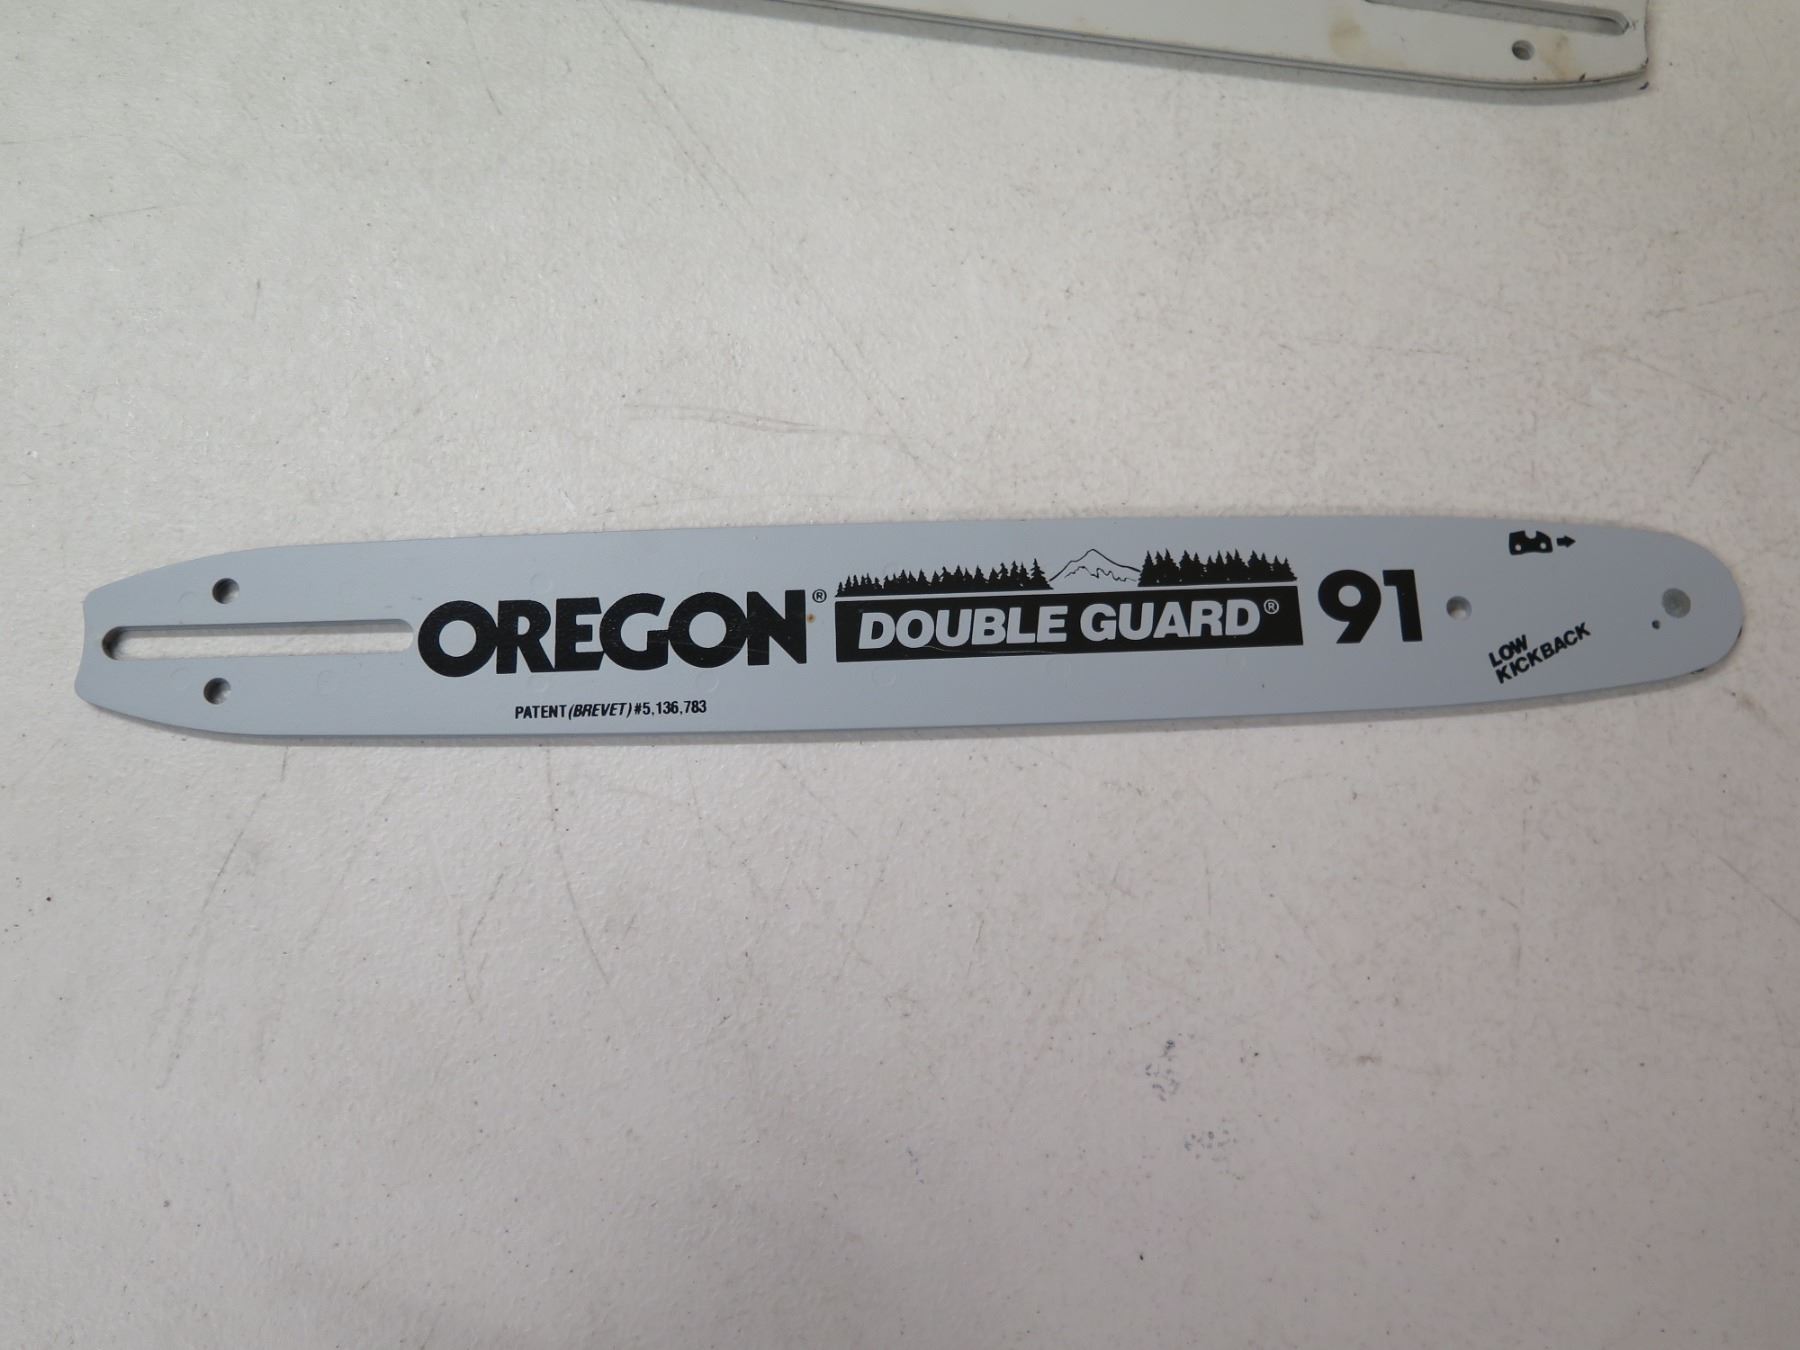 OREGON® DOUBLE GUARD® 91
PATENT (BREVET) #5,136,783
LOW
KICKBACK